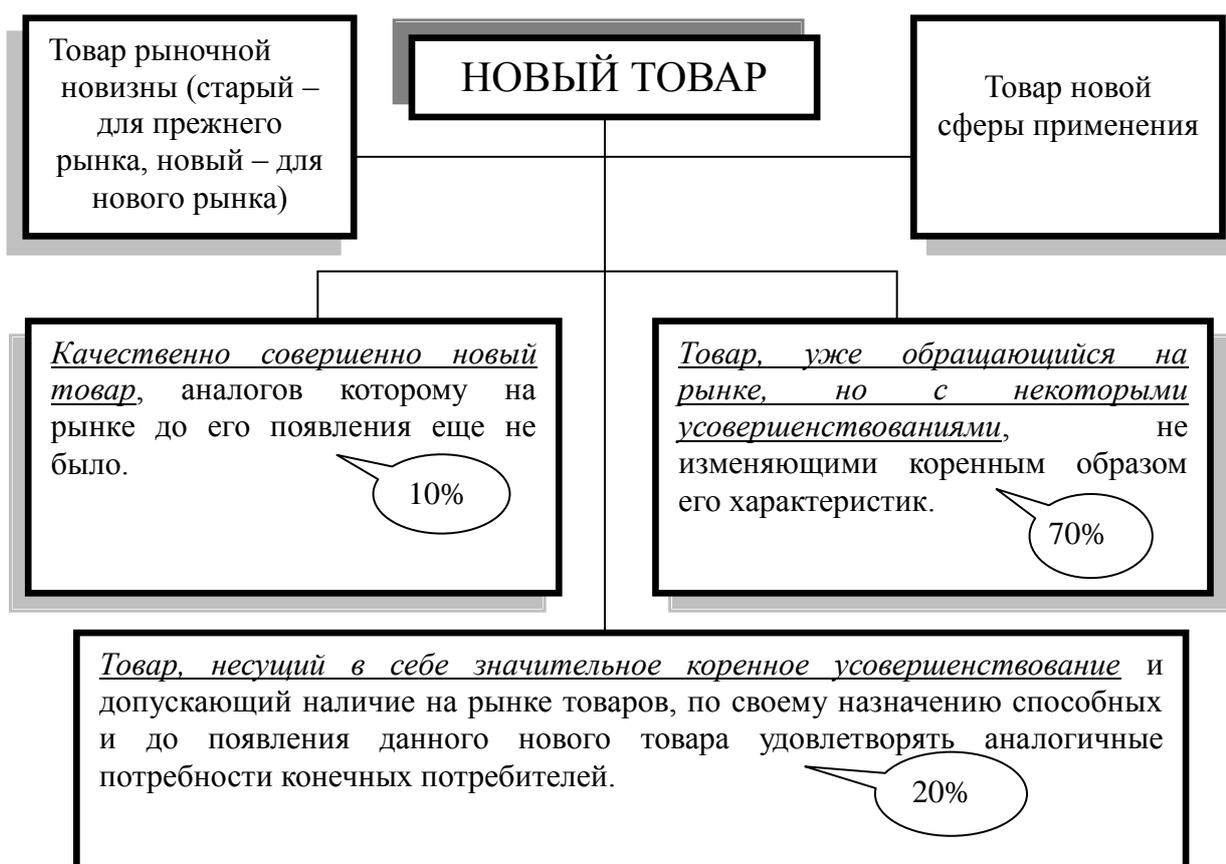 Товар рыночной
новизны (старый –
для прежнего
рынка, новый – для
нового рынка)
НОВЫЙ ТОВАР
Товар новой
сферы применения
Качественно совершенно новый
товар, аналогов которому на
рынке до его появления еще не
было.
10%
Товар, уже обращающийся на
рынке, но с некоторыми
усовершенствованиями, не
изменяющими коренным образом
его характеристик.
70%
Товар, несущий в себе значительное коренное усовершенствование и
допускающий наличие на рынке товаров, по своему назначению способных
и до появления данного нового товара удовлетворять аналогичные
потребности конечных потребителей.
20%